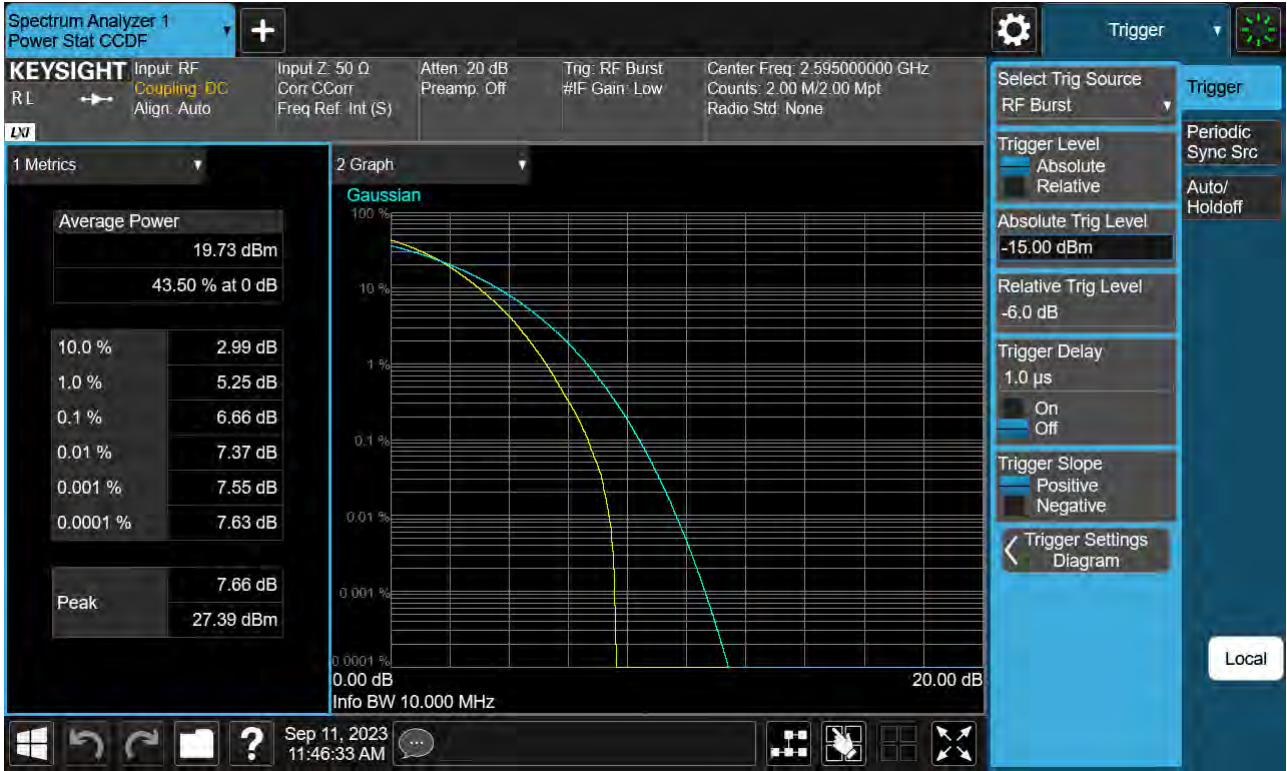 Spectrum Analyzer 1
Power Stat CCDF
+
Trigger
KEYSIGHT
R L
LXI
Input: RF
Coupling: DC
Align: Auto
Input Z: 50 Ω
Corr CCorr
Freq Ref: Int (S)
Atten: 20 dB
Preamp: Off
Trig: RF Burst
#IF Gain: Low
Center Freq: 2.595000000 GHz
Counts: 2.00 M/2.00 Mpt
Radio Std: None
1 Metrics
Average Power
19.73 dBm
43.50 % at 0 dB
10.0 % 2.99 dB
1.0 % 5.25 dB
0.1 % 6.66 dB
0.01 % 7.37 dB
0.001 % 7.55 dB
0.0001 % 7.63 dB
Peak
7.66 dB
27.39 dBm
2 Graph
Gaussian
100 %
10 %
1 %
0.1 %
0.01 %
0.001 %
0.0001 %
0.00 dB 20.00 dB
Info BW 10.000 MHz
Select Trig Source
RF Burst
Trigger Level
Absolute
Relative
Absolute Trig Level
-15.00 dBm
Relative Trig Level
-6.0 dB
Trigger Delay
1.0 µs
On
Off
Trigger Slope
Positive
Negative
Trigger Settings
Diagram
Trigger
Periodic
Sync Src
Auto/
Holdoff
Local
?
Sep 11, 2023
11:46:33 AM